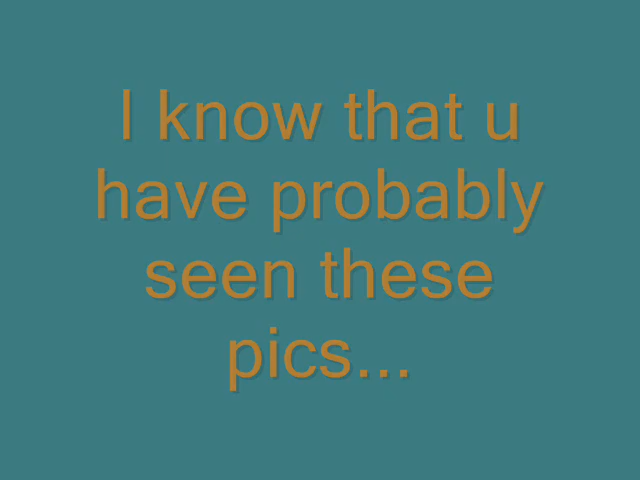 I know that u
have probably
seen these
pics...